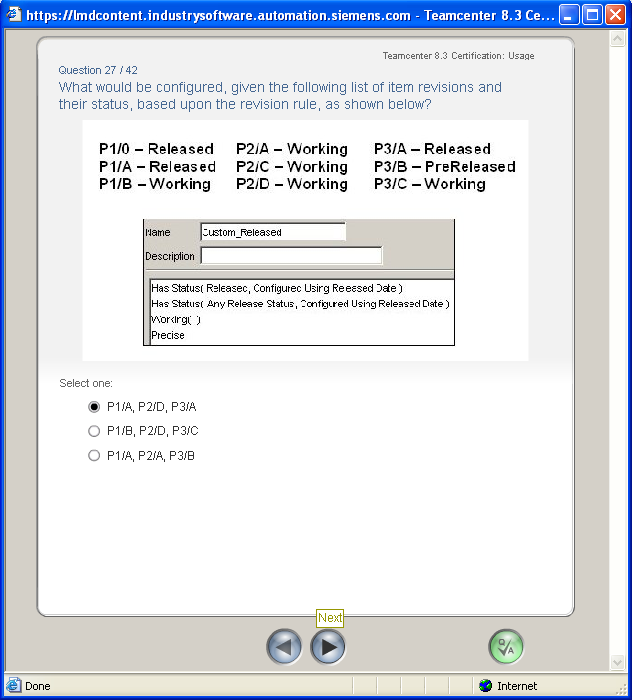 https://lmdcontent.industrysoftware.automation.siemens.com - Teamcenter 8.3 Ce...
Teamcenter 8.3 Certification: Usage
Question 27 / 42
What would be configured, given the following list of item revisions and
their status, based upon the revision rule, as shown below?
P1/0 – Released P2/A – Working P3/A – Released
P1/A – Released P2/C – Working P3/B – PreReleased
P1/B – Working P2/D – Working P3/C – Working
Name Custom_Released
Description
Has Status( Released, Configured Using Released Date )
Has Status( Any Release Status, Configured Using Released Date )
Working( )
Precise
Select one:
P1/A, P2/D, P3/A
P1/B, P2/D, P3/C
P1/A, P2/A, P3/B
Next
Q/A
Done
Internet